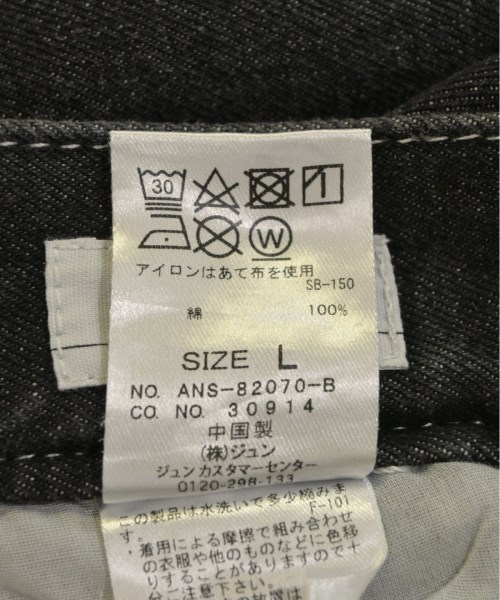 30
W
アイロンはあて布を使用
SB-150
綿 100%
SIZE L
NO. ANS-82070-B
CO. NO. 30914
中国製
(株)ジュン
ジュン カスタマーセンター
0120-298-133
F-101
この製品は水洗いで多少縮みま
す。
・着用による摩擦で組み合わせ
の衣服や他のものなどに色移
りすることがありますので十